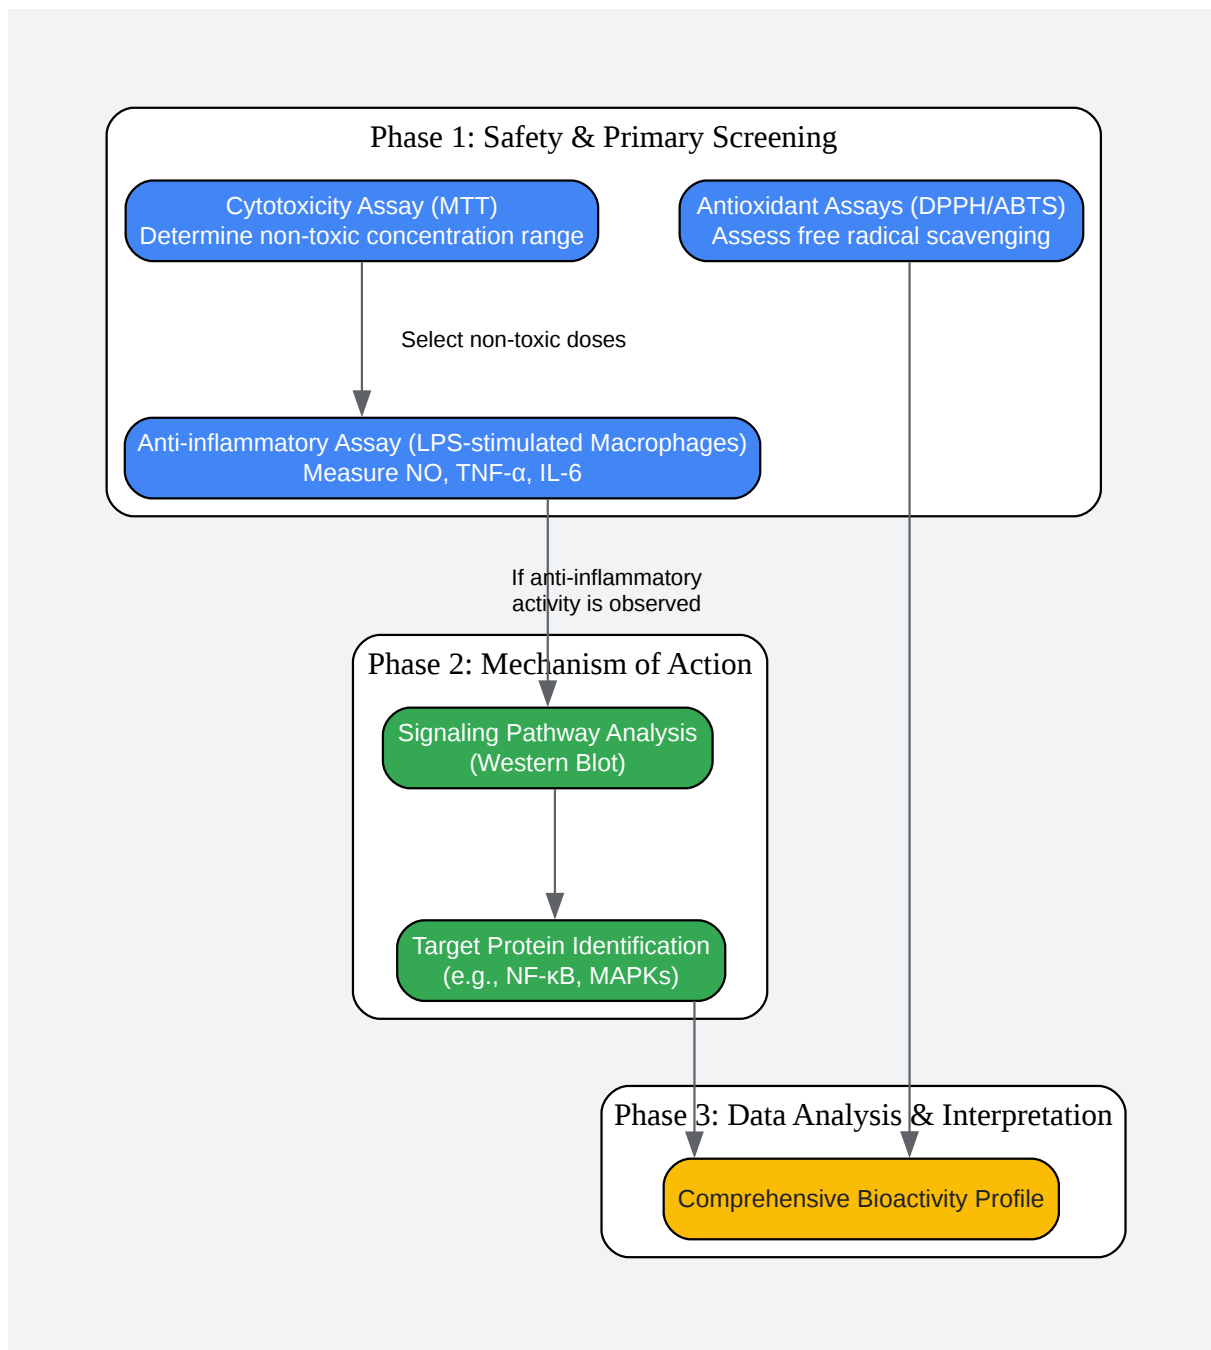 Phase 1: Safety & Primary Screening
Cytotoxicity Assay (MTT)
Determine non-toxic concentration range
Antioxidant Assays (DPPH/ABTS)
Assess free radical scavenging
Select non-toxic doses
Anti-inflammatory Assay (LPS-stimulated Macrophages)
Measure NO, TNF-α, IL-6
If anti-inflammatory
activity is observed
Phase 2: Mechanism of Action
Signaling Pathway Analysis
(Western Blot)
Target Protein Identification
(e.g., NF-κB, MAPKs)
Phase 3: Data Analysis & Interpretation
Comprehensive Bioactivity Profile